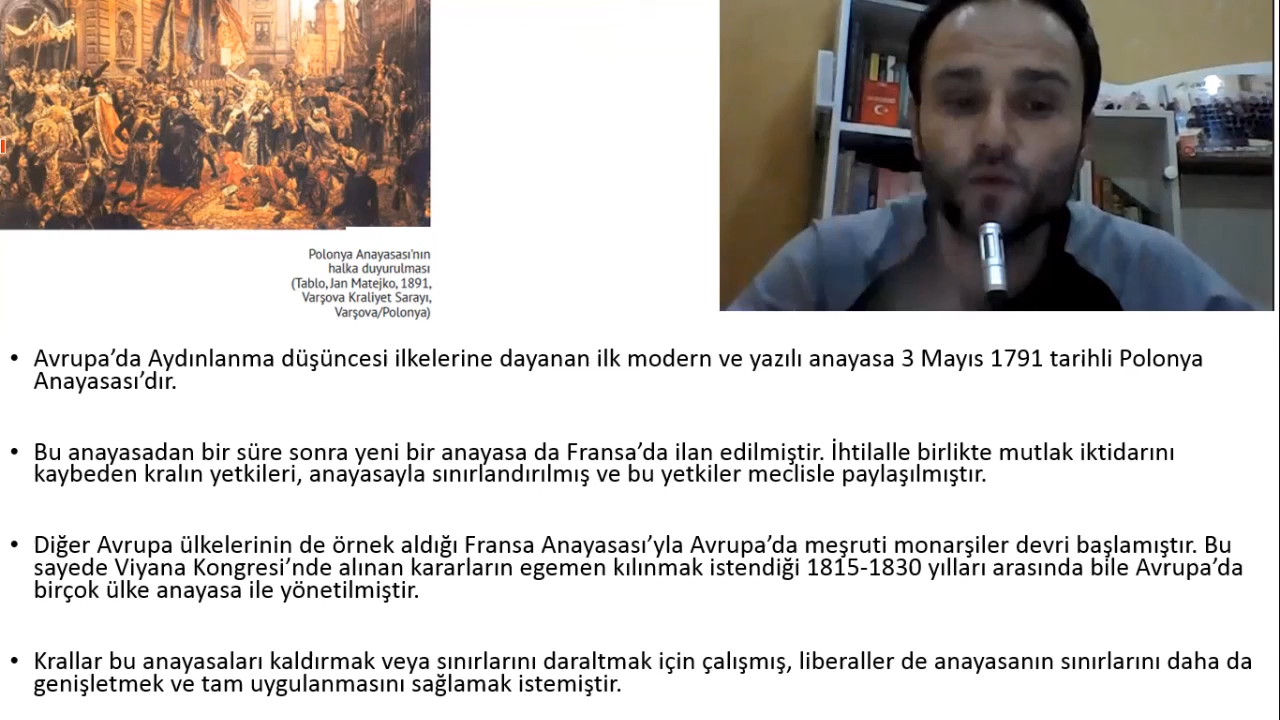 Polonya Anayasası'nın
halka duyurulması
(Tablo, Jan Matejko, 1891,
Varşova Kraliyet Sarayı,
Varşova/Polonya)
• Avrupa'da Aydınlanma düşüncesi ilkelerine dayanan ilk modern ve yazılı anayasa 3 Mayıs 1791 tarihli Polonya
Anayasası'dır.
• Bu anayasadan bir süre sonra yeni bir anayasa da Fransa'da ilan edilmiştir. İhtilalle birlikte mutlak iktidarını
kaybeden kralın yetkileri, anayasayla sınırlandırılmış ve bu yetkiler meclisle paylaşılmıştır.
• Diğer Avrupa ülkelerinin de örnek aldığı Fransa Anayasası'yla Avrupa'da meşruti monarşiler devri başlamıştır. Bu
sayede Viyana Kongresi'nde alınan kararların egemen kılınmak istendiği 1815-1830 yılları arasında bile Avrupa'da
birçok ülke anayasa ile yönetilmiştir.
• Krallar bu anayasaları kaldırmak veya sınırlarını daraltmak için çalışmış, liberaller de anayasanın sınırlarını daha da
genişletmek ve tam uygulanmasını sağlamak istemiştir.